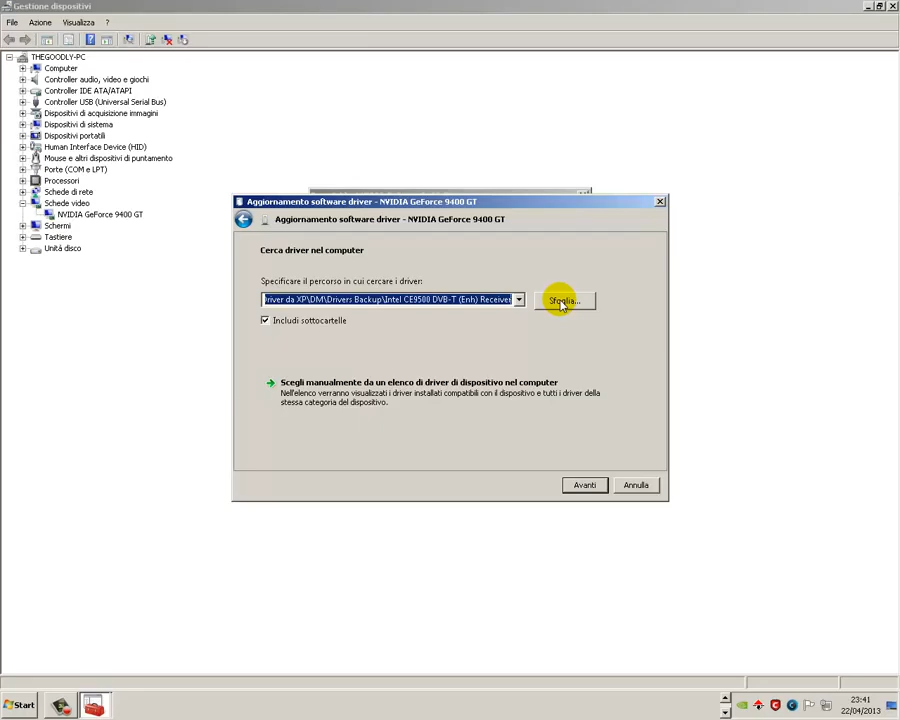 Gestione dispositivi
File Azione Visualizza ?
THEGOODLY-PC
Computer
Controller audio, video e giochi
Controller IDE ATA/ATAPI
Controller USB (Universal Serial Bus)
Dispositivi di acquisizione immagini
Dispositivi di sistema
Dispositivi portatili
Human Interface Device (HID)
Mouse e altri dispositivi di puntamento
Porte (COM e LPT)
Processori
Schede di rete
Schede video
NVIDIA GeForce 9400 GT
Schermi
Tastiere
Unità disco
Aggiornamento software driver - NVIDIA GeForce 9400 GT
Aggiornamento software driver - NVIDIA GeForce 9400 GT
Cerca driver nel computer
Specificare il percorso in cui cercare i driver:
Driver da XP\DM\Drivers Backup\Intel CE9500 DVB-T (Enh) Receiver
Sfoglia...
Includi sottocartelle
Scegli manualmente da un elenco di driver di dispositivo nel computer
Nell'elenco verranno visualizzati i driver installati compatibili con il dispositivo e tutti i driver della
stessa categoria del dispositivo.
Avanti Annulla
Start
23:41
22/04/2013